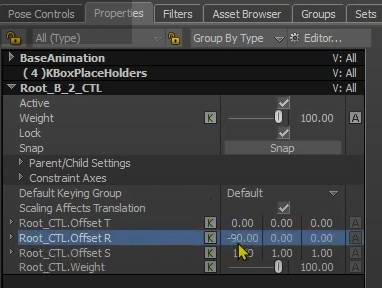 Pose Controls Properties Filters Asset Browser Groups Sets
All (Type) Group By Type Editor...
BaseAnimation V: All
( 4 )KBoxPlaceHolders V: All
Root_B_2_CTL V: All
Active
Weight K 100.00 A
Lock
Snap Snap
Parent/Child Settings
Constraint Axes
Default Keying Group Default
Scaling Affects Translation
Root_CTL.Offset T K 0.00 0.00 0.00 A
Root_CTL.Offset R K -90.00 0.00 0.00 A
Root_CTL.Offset S K 1.00 1.00 A
Root_CTL.Weight K 100.00 A